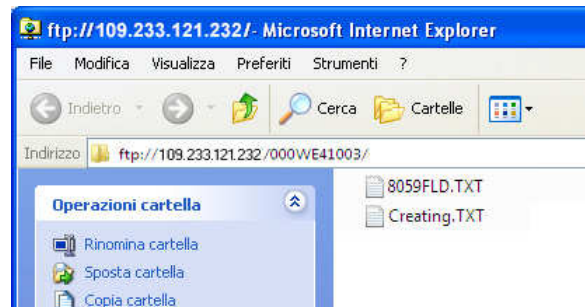 ftp://109.233.121.232/- Microsoft Internet Explorer
File Modifica Visualizza Preferiti Strumenti ?
Indietro Cerca Cartelle
Indirizzo ftp://109.233.121.232/000WE41003/
Operazioni cartella
Rinomina cartella
Sposta cartella
Copia cartella
8059FLD.TXT
Creating.TXT